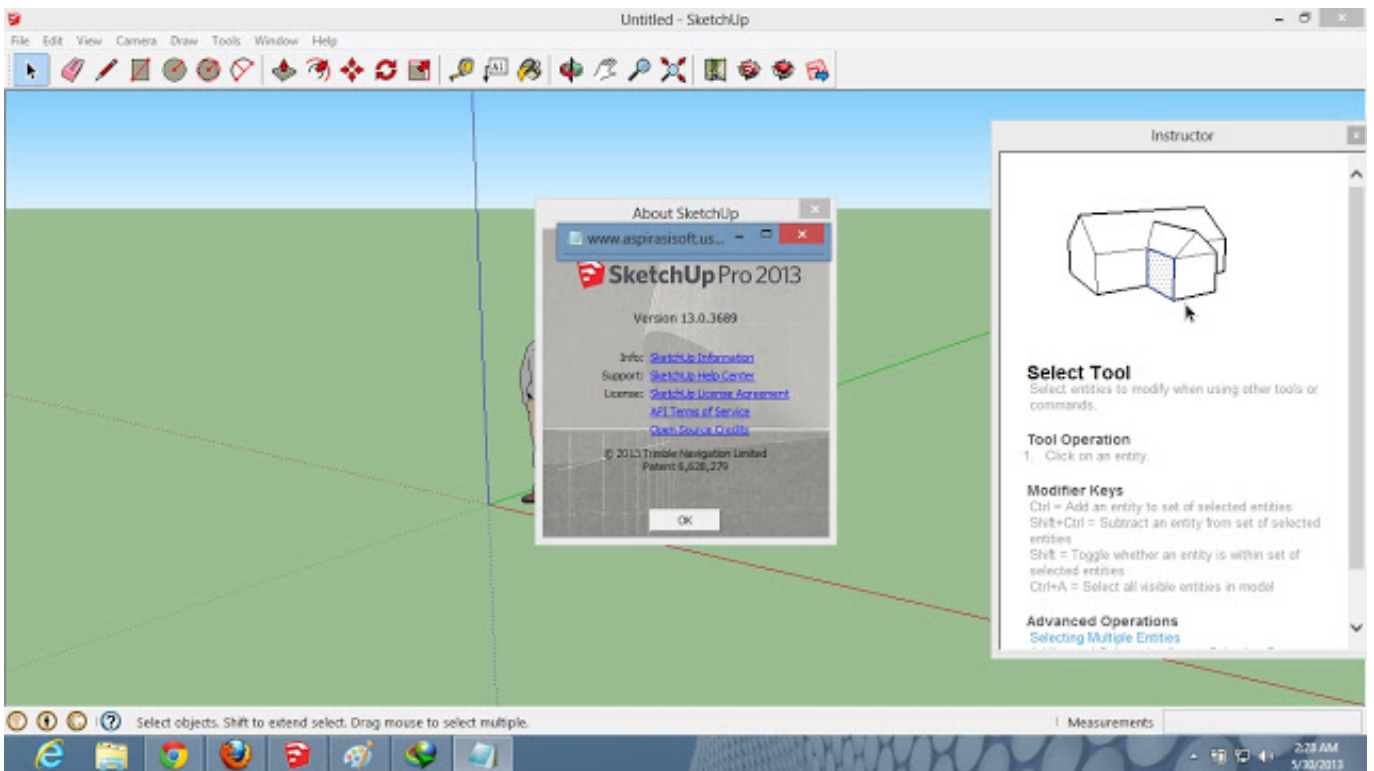 Untitled - SketchUp
File Edit View Camera Draw Tools Window Help
Instructor
About SketchUp
www.aspirasisoft.us...
SketchUp Pro 2013
Version 13.0.3689
Info: SketchUp Information
Support: SketchUp Help Center
License: SketchUp License Agreement
API Terms of Service
Open Source Credits
© 2013 Trimble Navigation Limited
Patent 6,628,279
OK
Select Tool
Select entities to modify when using other tools or
commands.
Tool Operation
1. Click on an entity.
Modifier Keys
Ctrl = Add an entity to set of selected entities
Shift+Ctrl = Subtract an entity from set of selected
entities
Shift = Toggle whether an entity is within set of
selected entities
Ctrl+A = Select all visible entities in model
Advanced Operations
Selecting Multiple Entities
Select objects. Shift to extend select. Drag mouse to select multiple.
Measurements
2:28 AM
5/30/2013